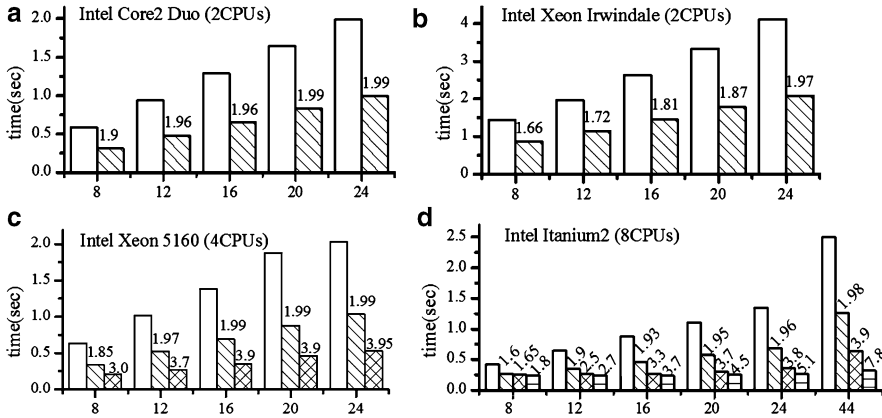 a
Intel Core2 Duo (2CPUs)
time(sec)
2.0
1.5
1.0
0.5
0.0
1.9
1.96
1.96
1.99
1.99
8 12 16 20 24
b
Intel Xeon Irwindale (2CPUs)
time(sec)
4
3
2
1
0
1.66
1.72
1.81
1.87
1.97
8 12 16 20 24
c
Intel Xeon 5160 (4CPUs)
time(sec)
2.0
1.5
1.0
0.5
0.0
1.85 3.0
1.97 3.7
1.99 3.9
1.99 3.9
1.99 3.95
8 12 16 20 24
d
Intel Itanium2 (8CPUs)
time(sec)
2.5
2.0
1.5
1.0
0.5
0.0
1.6 1.65 1.8
1.9 2.5 2.7
1.93 3.3 3.7
1.95 3.7 4.5
1.96 3.8 5.1
1.98 3.9 7.8
8 12 16 20 24 44